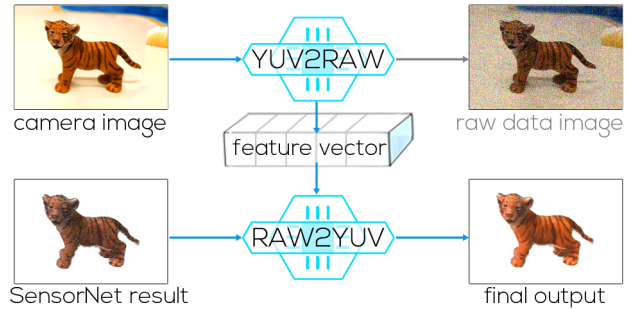 YUV2RAW
camera image
raw data image
feature vector
RAW2YUV
SensorNet result
final output